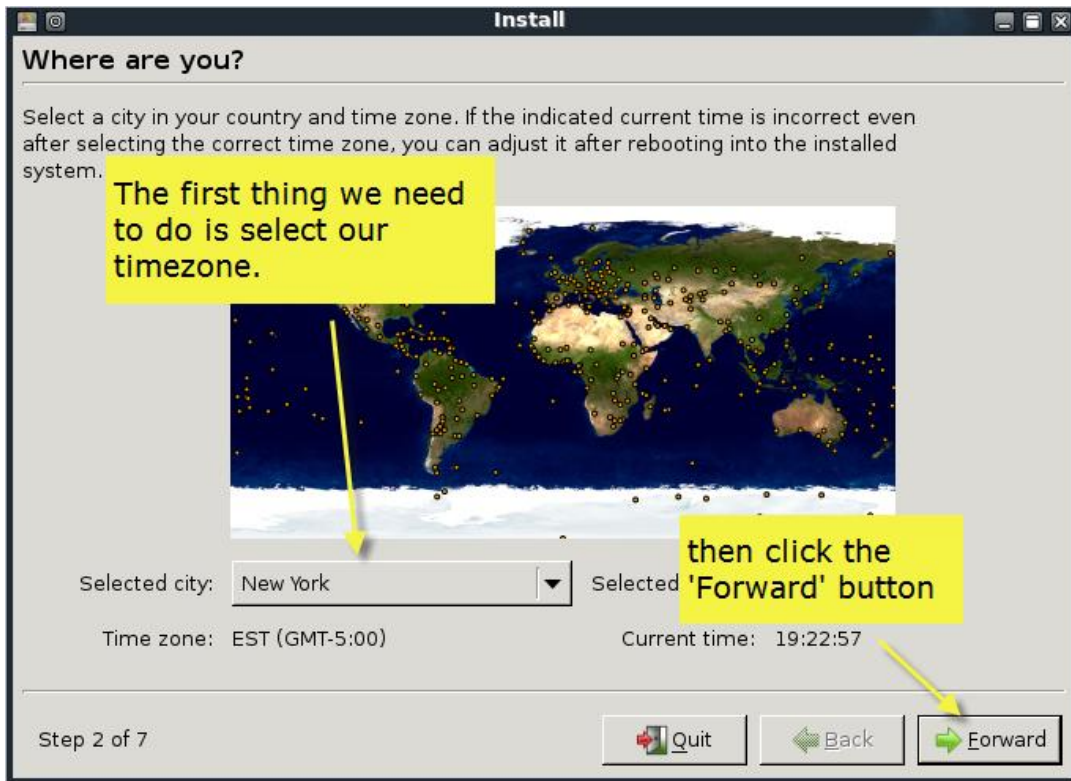 Install
Where are you?
Select a city in your country and time zone. If the indicated current time is incorrect even
after selecting the correct time zone, you can adjust it after rebooting into the installed
system.
The first thing we need
to do is select our
timezone.
then click the
'Forward' button
Selected city: New York Selected
Time zone: EST (GMT-5:00) Current time: 19:22:57
Step 2 of 7 Quit Back Forward